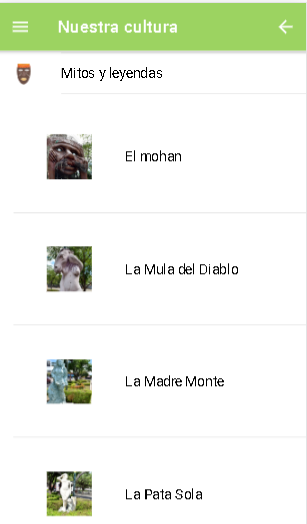 Nuestra cultura
Mitos y leyendas
El mohan
La Mula del Diablo
La Madre Monte
La Pata Sola